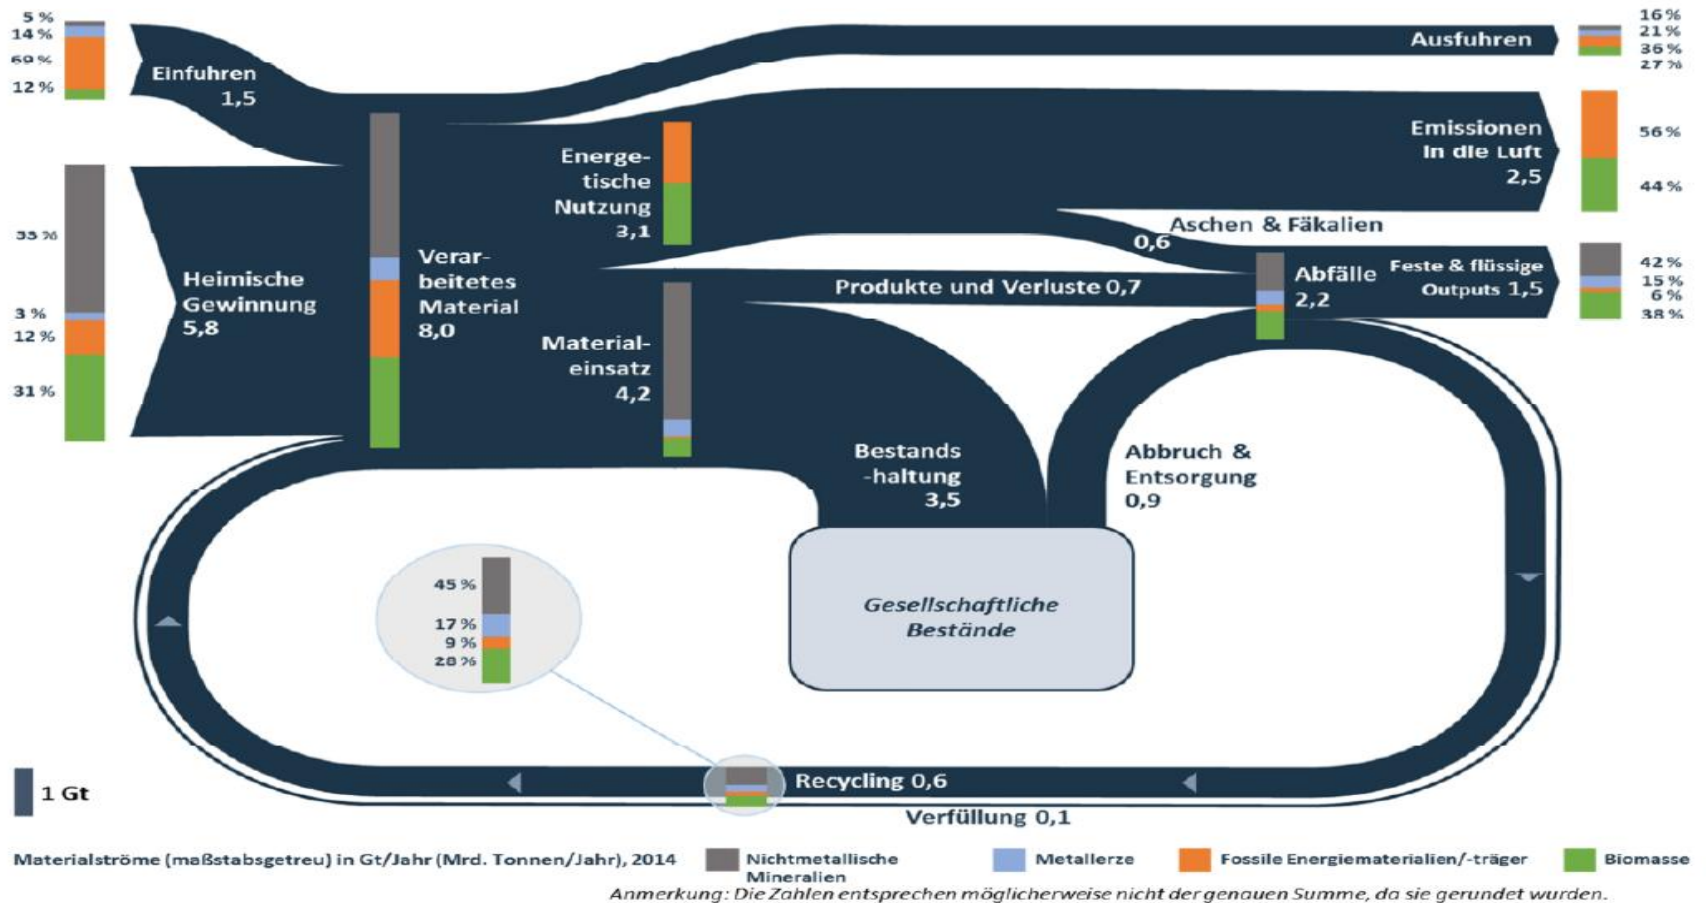 5 %
14 %
69 %
12 %
Einfuhren
1,5
Ausfuhren
16 %
21 %
36 %
27 %
Energe-
tische
Nutzung
3,1
Emissionen
in die Luft
2,5
56 %
44 %
Aschen & Fäkalien
0,6
3 %
12 %
31 %
Heimische
Gewinnung
5,8
Verar-
beitetes
Material
8,0
Produkte und Verluste 0,7
Abfälle
2,2
Feste & flüssige
Outputs 1,5
42 %
15 %
6 %
38 %
Material-
einsatz
4,2
Bestands
-haltung
3,5
Abbruch &
Entsorgung
0,9
Gesellschaftliche
Bestände
45 %
17 %
9 %
28 %
1 Gt
Recycling 0,6
Verfüllung 0,1
Materialströme (maßstabsgetreu) in Gt/Jahr (Mrd. Tonnen/Jahr), 2014
Nichtmetallische
Mineralien
Metallerze
Fossile Energiematerialien/-träger
Biomasse
Anmerkung: Die Zahlen entsprechen möglicherweise nicht der genauen Summe, da sie gerundet wurden.